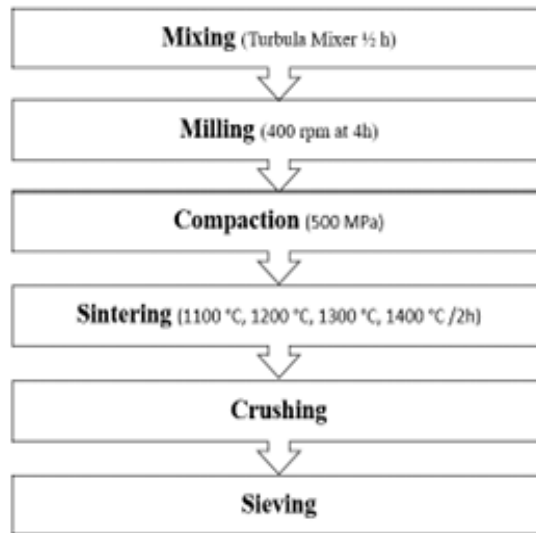 Mixing (Turbula Mixer ½ h)
Milling (400 rpm at 4h)
Compaction (500 MPa)
Sintering (1100 °C, 1200 °C, 1300 °C, 1400 °C /2h)
Crushing
Sieving